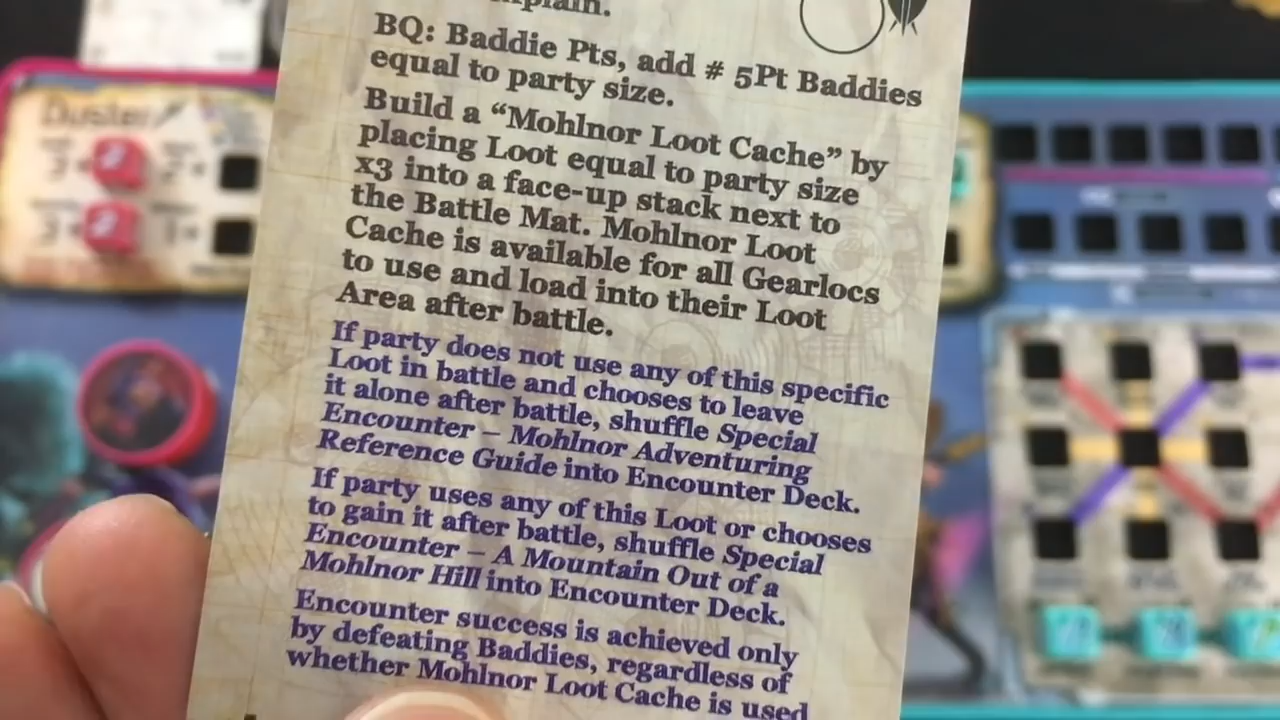 BQ: Baddie Pts, add # 5Pt Baddies
equal to party size.
Build a “Mohlnor Loot Cache” by
placing Loot equal to party size
x3 into a face-up stack next to
the Battle Mat. Mohlnor Loot
Cache is available for all Gearlocs
to use and load into their Loot
Area after battle.
If party does not use any of this specific
Loot in battle and chooses to leave
it alone after battle, shuffle Special
Encounter – Mohlnor Adventuring
Reference Guide into Encounter Deck.
If party uses any of this Loot or chooses
to gain it after battle, shuffle Special
Encounter – A Mountain Out of a
Mohlnor Hill into Encounter Deck.
Encounter success is achieved only
by defeating Baddies, regardless of
whether Mohlnor Loot Cache is used
Duster